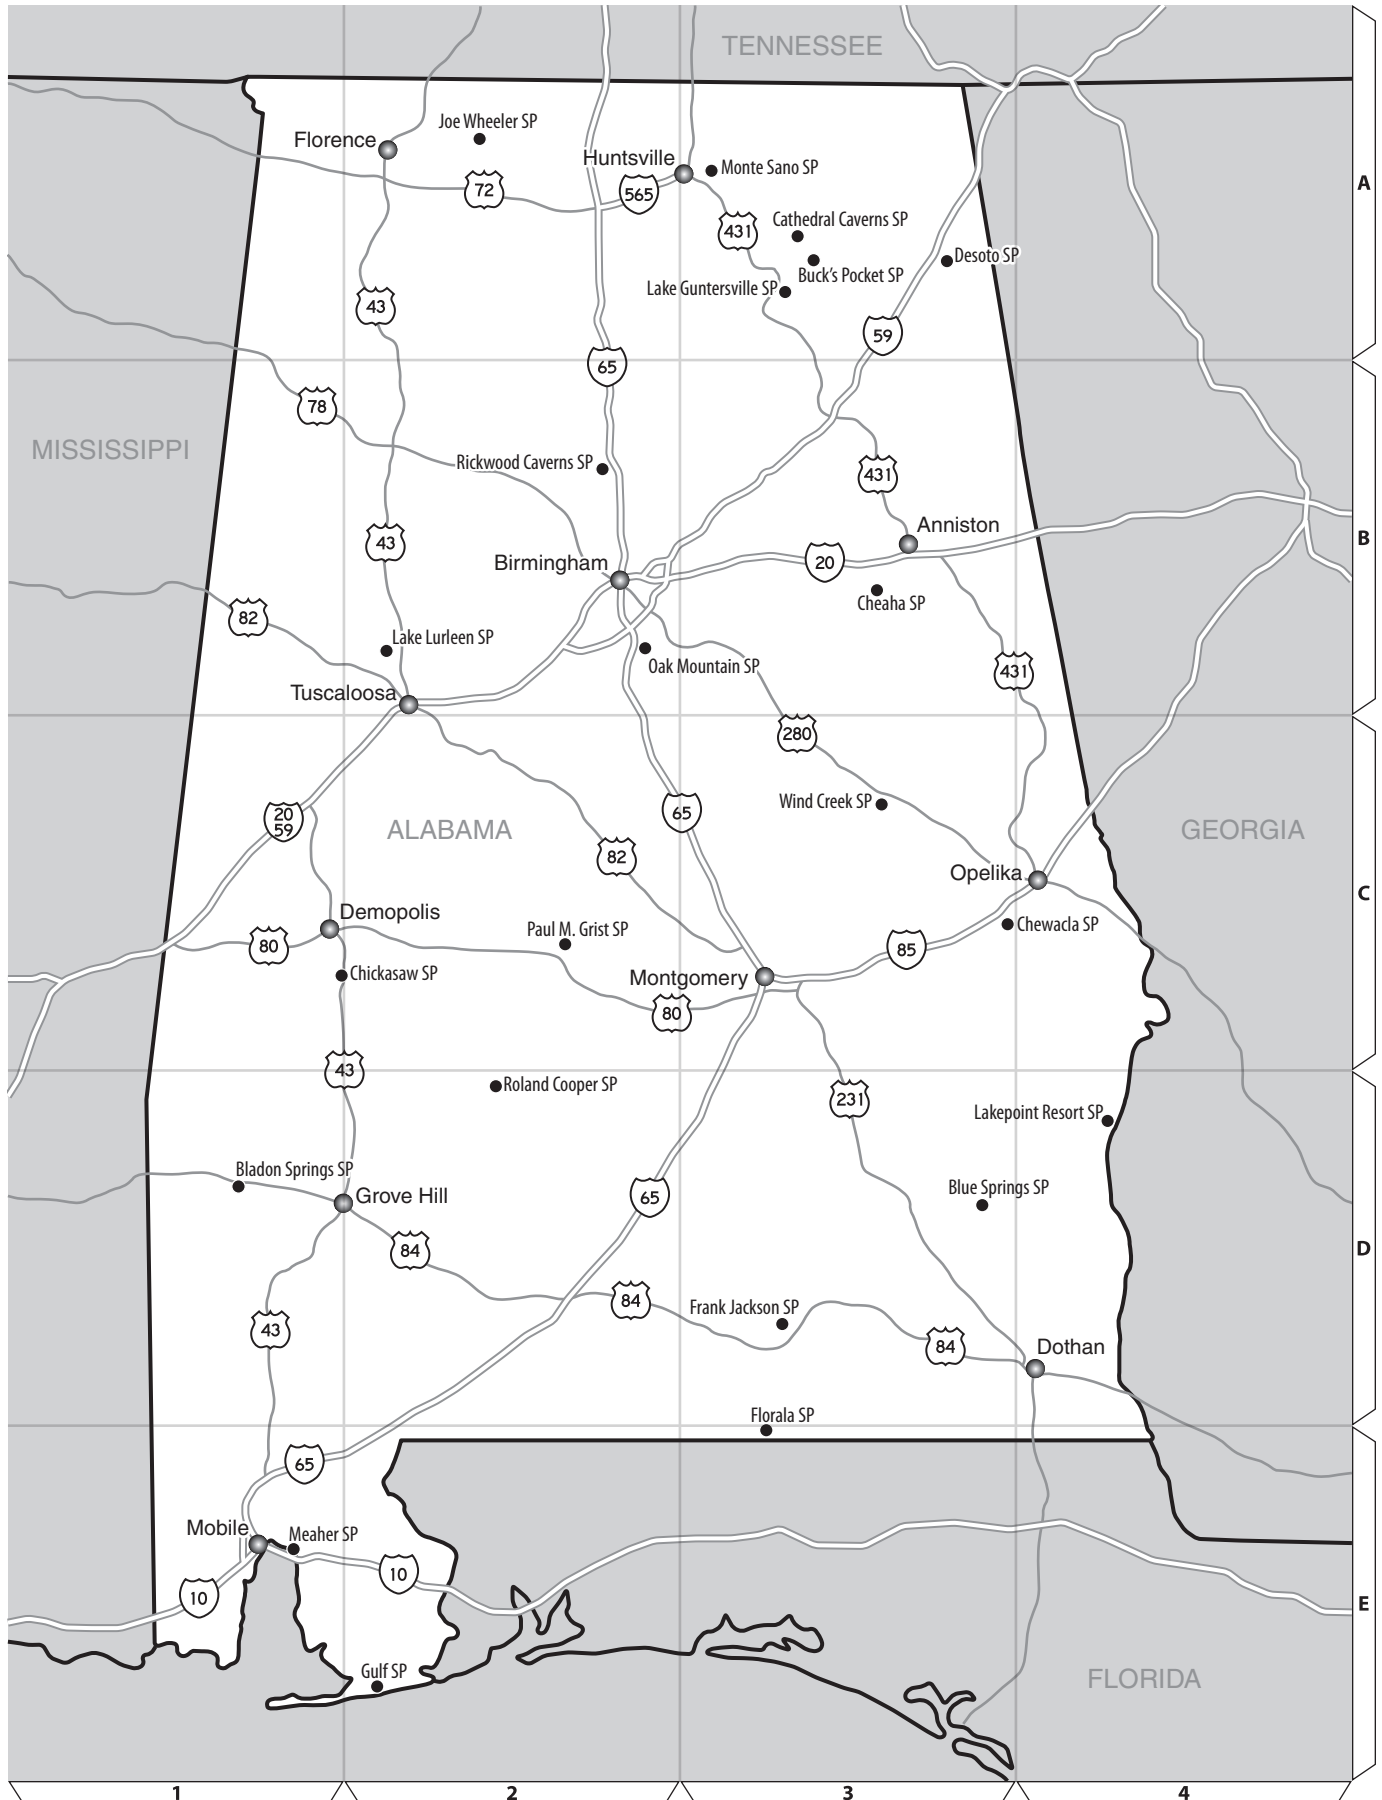 TENNESSEE
Joe Wheeler SP
Florence
Huntsville
Monte Sano SP
A
72
565
Cathedral Caverns SP
431
Desoto SP
Buck's Pocket SP
Lake Guntersville SP
43
59
65
78
MISSISSIPPI
Rickwood Caverns SP
431
Anniston
B
43
Birmingham
20
Cheaha SP
82
Lake Lurleen SP
Oak Mountain SP
431
Tuscaloosa
280
Wind Creek SP
65
20
59
ALABAMA
GEORGIA
82
Opelika
C
Demopolis
Paul M. Grist SP
Chewacla SP
80
85
Chickasaw SP
Montgomery
80
43
Roland Cooper SP
231
Lakepoint Resort SP
Bladon Springs SP
Grove Hill
65
Blue Springs SP
D
84
84
Frank Jackson SP
43
84
Dothan
Florala SP
65
Mobile
Meaher SP
10
10
E
Gulf SP
FLORIDA
1
2
3
4